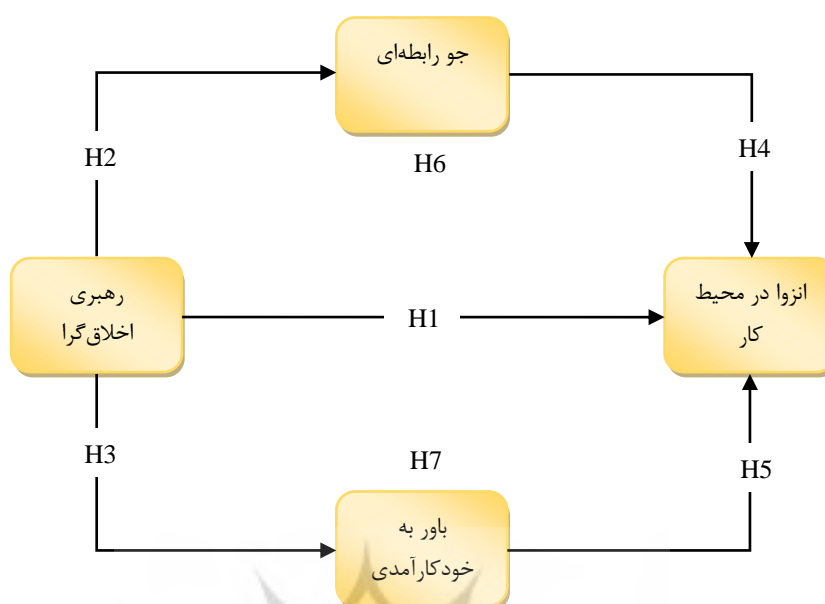 جو رابطه‌ای
H2
H4
H6
رهبری
اخلاق‌گرا
H1
انزوا در محیط
کار
H3
H7
H5
باور به
خودکارآمدی